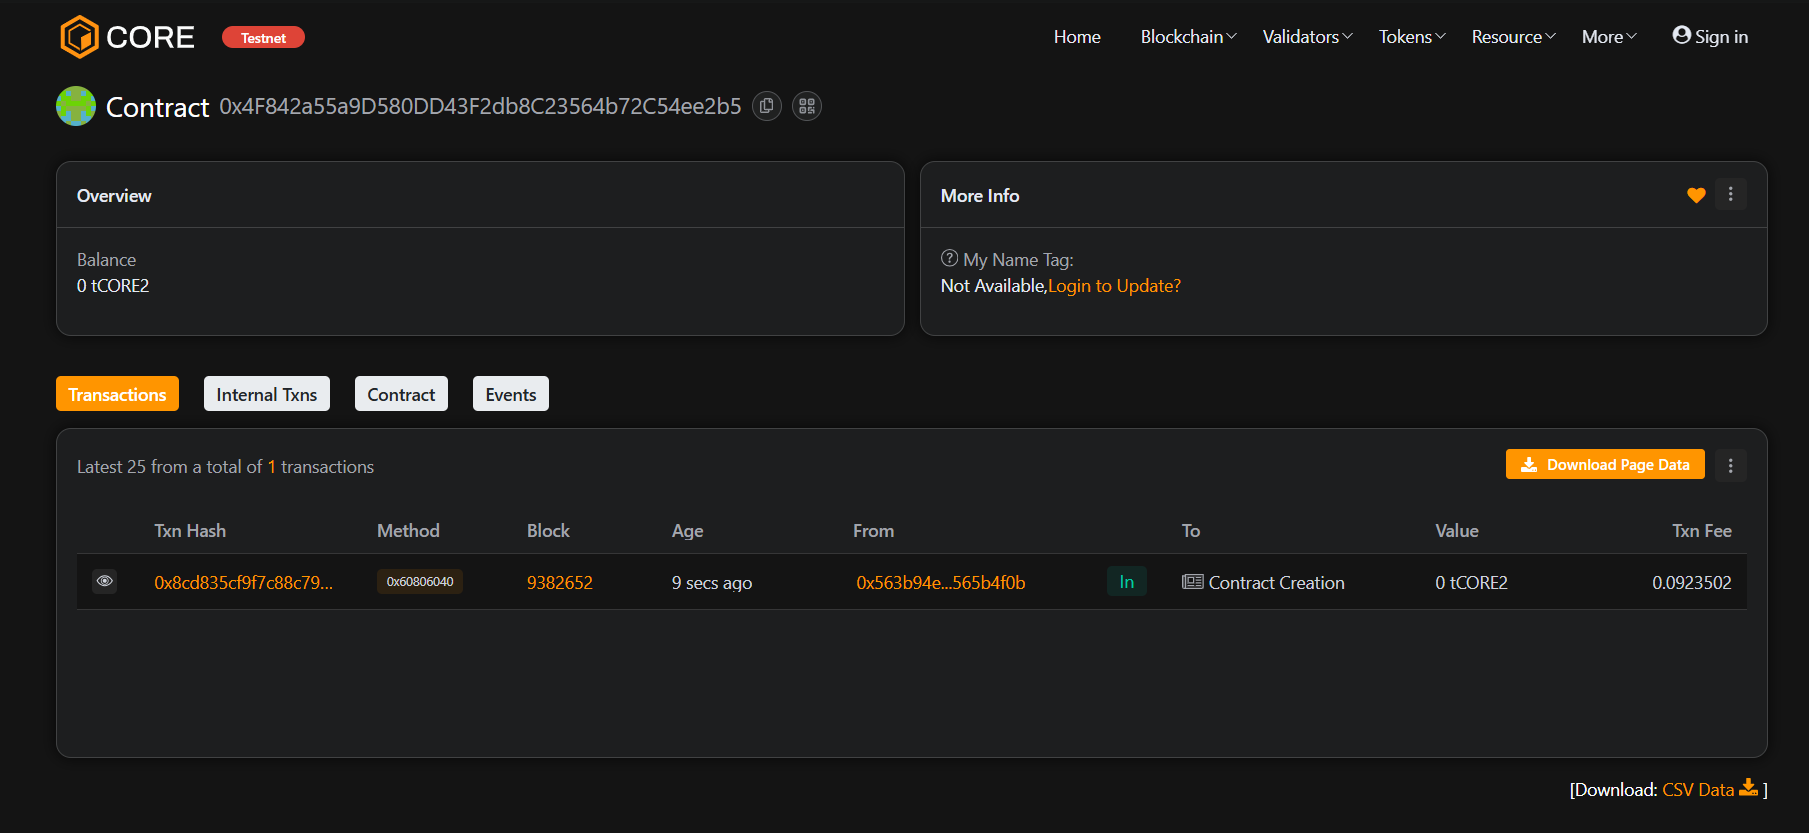 CORE Testnet Home Blockchain Validators Tokens Resource More Sign in
Contract 0x4F842a55a9D580DD43F2db8C23564b72C54ee2b5
Overview
Balance
0 tCORE2
More Info
My Name Tag:
Not Available,Login to Update?
Transactions Internal Txns Contract Events
Latest 25 from a total of 1 transactions
Download Page Data
Txn Hash Method Block Age From To Value Txn Fee
0x8cd835cf9f7c88c79... 0x60806040 9382652 9 secs ago 0x563b94e...565b4f0b In Contract Creation 0 tCORE2 0.0923502
[Download: CSV Data ]